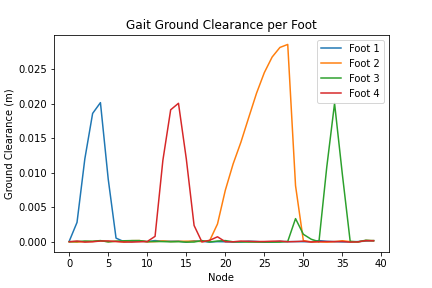 Gait Ground Clearance per Foot
Foot 1
Foot 2
Foot 3
Foot 4
Ground Clearance (m)
0.025
0.020
0.015
0.010
0.005
0.000
0 5 10 15 20 25 30 35 40
Node